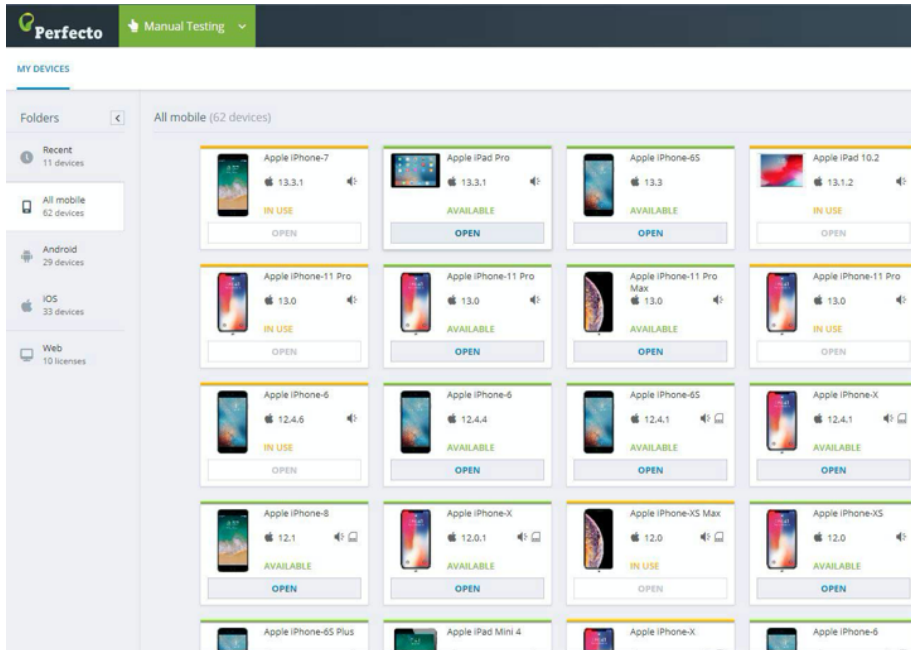 Perfecto
Manual Testing
MY DEVICES
Folders
All mobile (62 devices)
Recent
11 devices
All mobile
62 devices
Android
29 devices
iOS
33 devices
Web
10 licenses
Apple iPhone-7
13.3.1
IN USE
OPEN
Apple iPad Pro
13.3.1
AVAILABLE
OPEN
Apple iPhone-6S
13.3
AVAILABLE
OPEN
Apple iPad 10.2
13.1.2
IN USE
OPEN
Apple iPhone-11 Pro
13.0
IN USE
OPEN
Apple iPhone-11 Pro
13.0
AVAILABLE
OPEN
Apple iPhone-11 Pro
Max
13.0
AVAILABLE
OPEN
Apple iPhone-11 Pro
13.0
IN USE
OPEN
Apple iPhone-6
12.4.6
IN USE
OPEN
Apple iPhone-6
12.4.4
AVAILABLE
OPEN
Apple iPhone-6S
12.4.1
AVAILABLE
OPEN
Apple iPhone-X
12.4.1
AVAILABLE
OPEN
Apple iPhone-8
12.1
AVAILABLE
OPEN
Apple iPhone-X
12.0.1
AVAILABLE
OPEN
Apple iPhone-XS Max
12.0
IN USE
OPEN
Apple iPhone-XS
12.0
AVAILABLE
OPEN
Apple iPhone-6S Plus
Apple iPad Mini 4
Apple iPhone-X
Apple iPhone-6